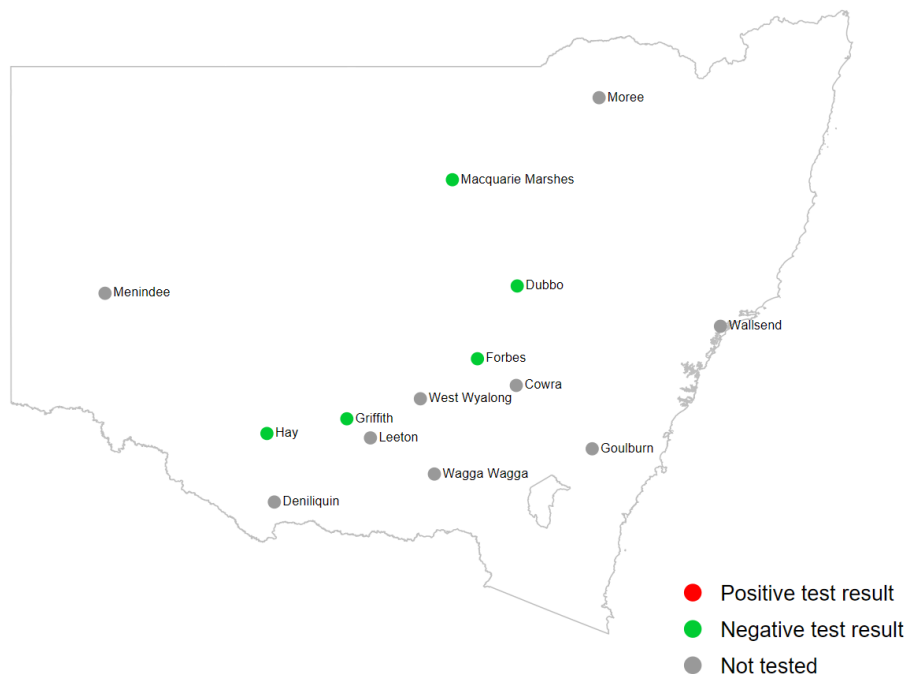 Moree
Macquarie Marshes
Dubbo
Menindee
Wallsend
Forbes
Cowra
West Wyalong
Griffith
Hay
Leeton
Goulburn
Wagga Wagga
Deniliquin
Positive test result
Negative test result
Not tested